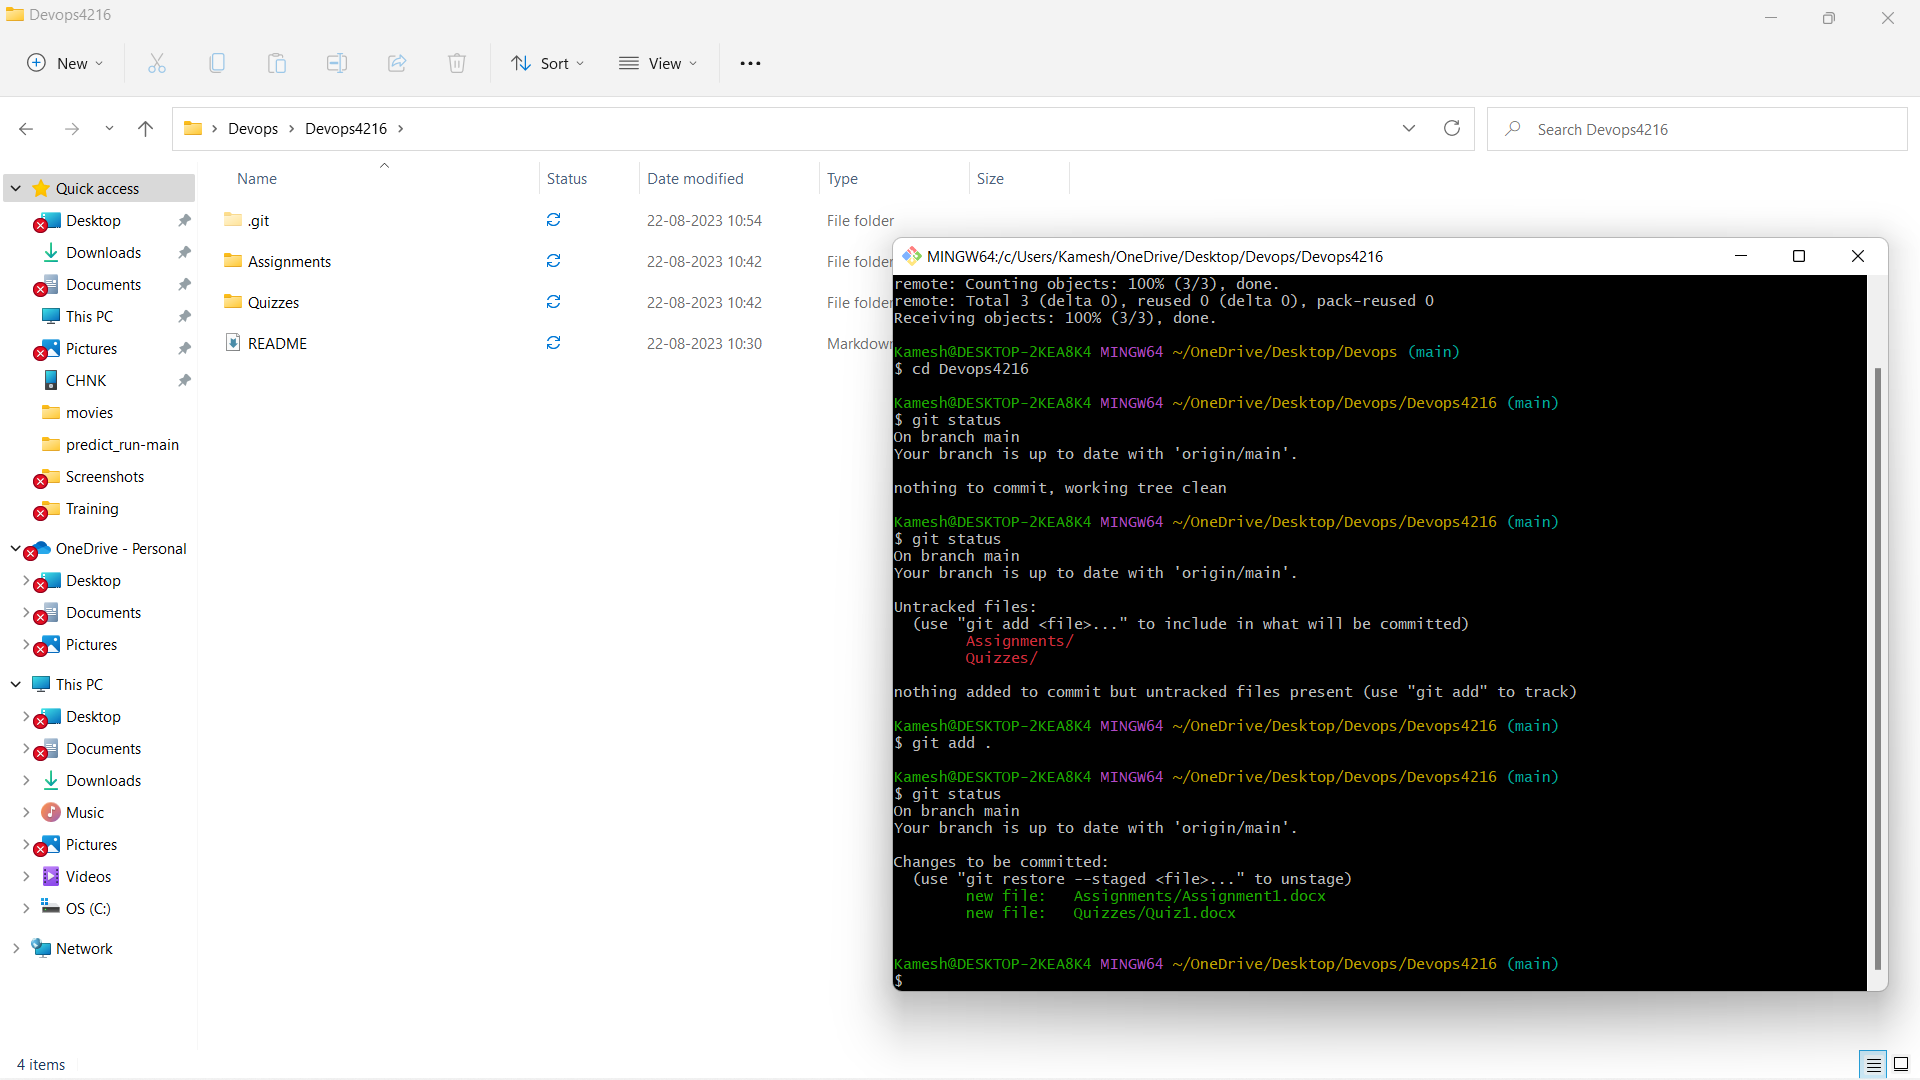 Devops4216
New
Sort
View
Devops > Devops4216 >
Search Devops4216
Name Status Date modified Type Size
Quick access
Desktop
Downloads
Documents
This PC
Pictures
CHNK
movies
predict_run-main
Screenshots
Training
OneDrive - Personal
Desktop
Documents
Pictures
This PC
Desktop
Documents
Downloads
Music
Pictures
Videos
OS (C:)
Network
.git 22-08-2023 10:54 File folder
Assignments 22-08-2023 10:42 File folder
Quizzes 22-08-2023 10:42 File folder
README 22-08-2023 10:30 Markdow
MINGW64:/c/Users/Kamesh/OneDrive/Desktop/Devops/Devops4216
remote: Counting objects: 100% (3/3), done.
remote: Total 3 (delta 0), reused 0 (delta 0), pack-reused 0
Receiving objects: 100% (3/3), done.
Kamesh@DESKTOP-2KEA8K4 MINGW64 ~/OneDrive/Desktop/Devops (main)
$ cd Devops4216
Kamesh@DESKTOP-2KEA8K4 MINGW64 ~/OneDrive/Desktop/Devops/Devops4216 (main)
$ git status
On branch main
Your branch is up to date with 'origin/main'.
nothing to commit, working tree clean
Kamesh@DESKTOP-2KEA8K4 MINGW64 ~/OneDrive/Desktop/Devops/Devops4216 (main)
$ git status
On branch main
Your branch is up to date with 'origin/main'.
Untracked files:
(use "git add <file>..." to include in what will be committed)
Assignments/
Quizzes/
nothing added to commit but untracked files present (use "git add" to track)
Kamesh@DESKTOP-2KEA8K4 MINGW64 ~/OneDrive/Desktop/Devops/Devops4216 (main)
$ git add .
Kamesh@DESKTOP-2KEA8K4 MINGW64 ~/OneDrive/Desktop/Devops/Devops4216 (main)
$ git status
On branch main
Your branch is up to date with 'origin/main'.
Changes to be committed:
(use "git restore --staged <file>..." to unstage)
new file: Assignments/Assignment1.docx
new file: Quizzes/Quiz1.docx
Kamesh@DESKTOP-2KEA8K4 MINGW64 ~/OneDrive/Desktop/Devops/Devops4216 (main)
$
4 items